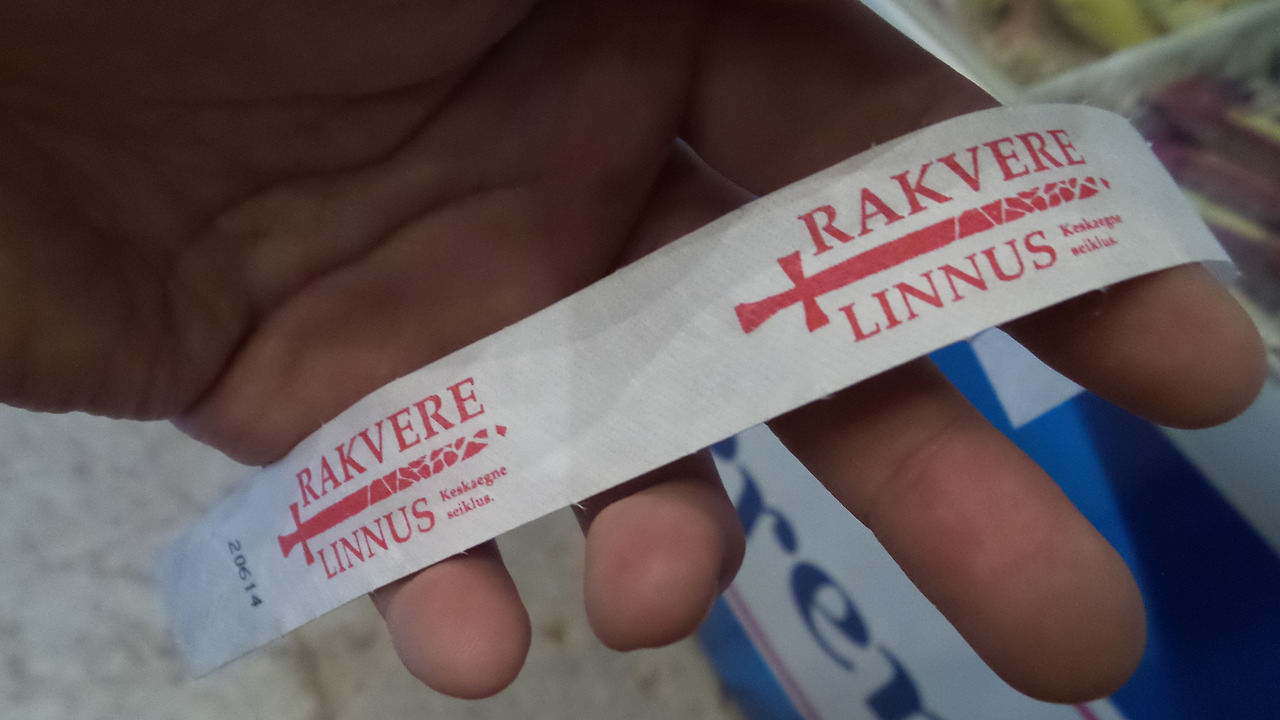 RAKVERE
LINNUS
Keskaegne
seiklus.
RAKVERE
LINNUS
Keskaegne
seiklus.
20614